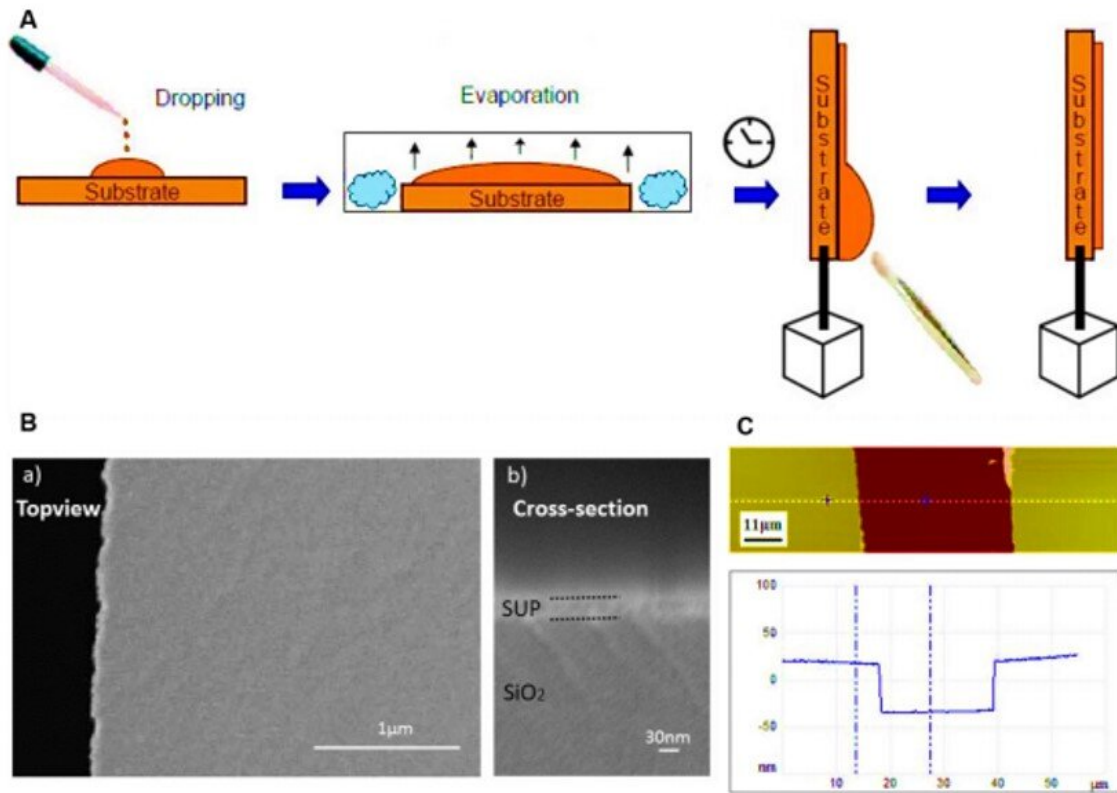 A
Dropping
Evaporation
Substrate
Substrate
Substrate
Substrate
B
a)
Topview
1μm
b)
Cross-section
SUP
SiO2
30nm
C
11μm
100
50
0
-50
nm
10
20
30
40
50
μm